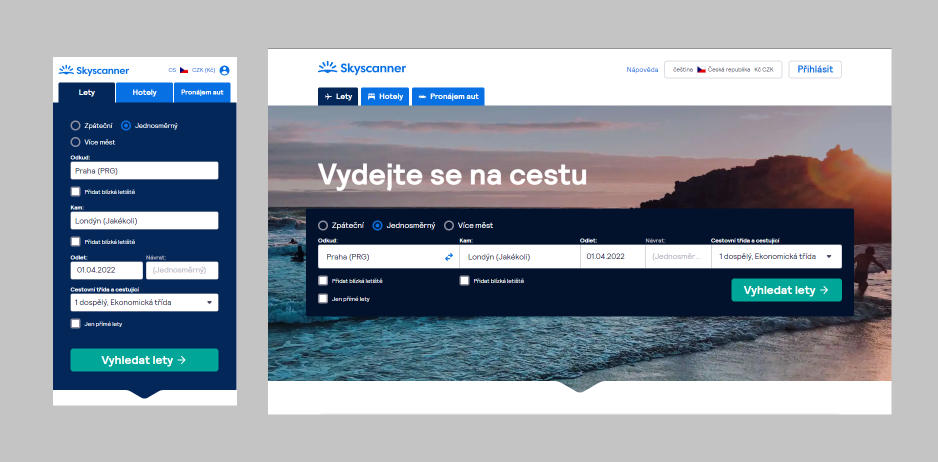 Skyscanner
CS CZK (Kč)
Lety Hotely Pronájem aut
Zpáteční Jednosměrný
Více měst
Odkud:
Praha (PRG)
Přidat blízká letiště
Kam:
Londýn (Jakékoli)
Přidat blízká letiště
Odlet: Návrat:
01.04.2022 (Jednosměrný)
Cestovní třída a cestující
1 dospělý, Ekonomická třída
Jen přímé lety
Vyhledat lety →
Skyscanner
Nápověda čeština Česká republika Kč CZK Přihlásit
Lety Hotely Pronájem aut
Vydejte se na cestu
Zpáteční Jednosměrný Více měst
Odkud: Kam: Odlet: Návrat: Cestovní třída a cestující
Praha (PRG) Londýn (Jakékoli) 01.04.2022 (Jednosměr... 1 dospělý, Ekonomická třída
Přidat blízká letiště Přidat blízká letiště
Jen přímé lety
Vyhledat lety →